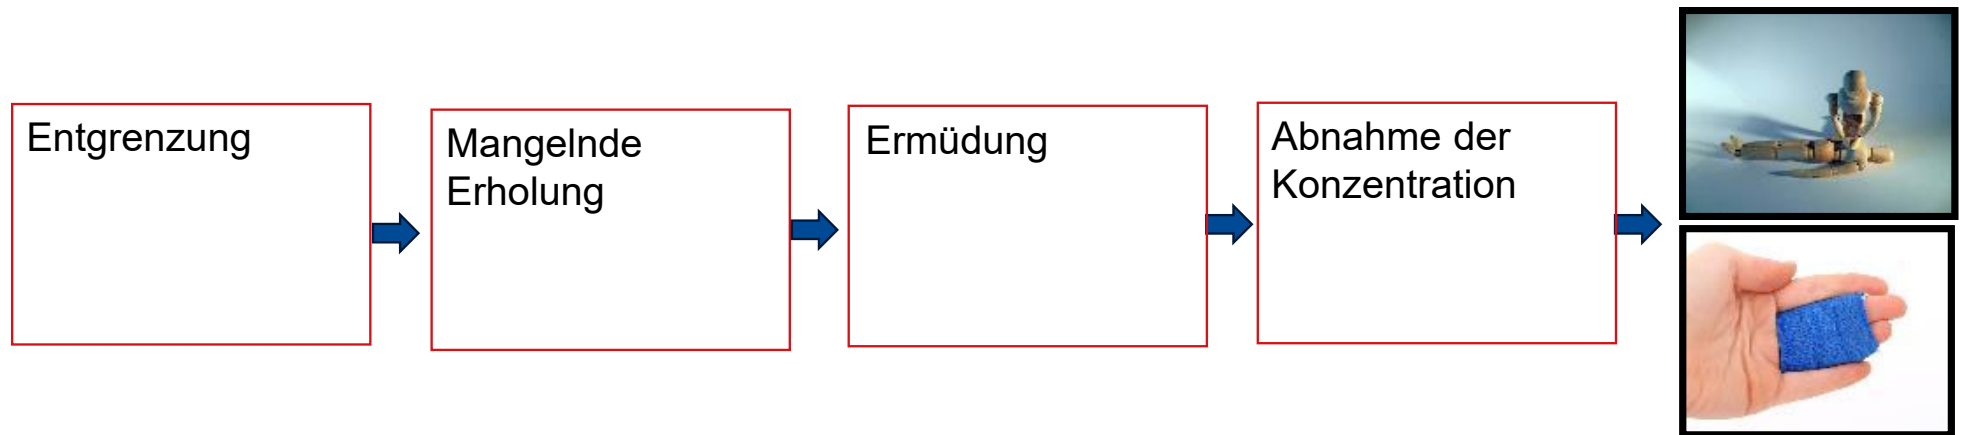 Entgrenzung
Mangelnde
Erholung
Ermüdung
Abnahme der
Konzentration